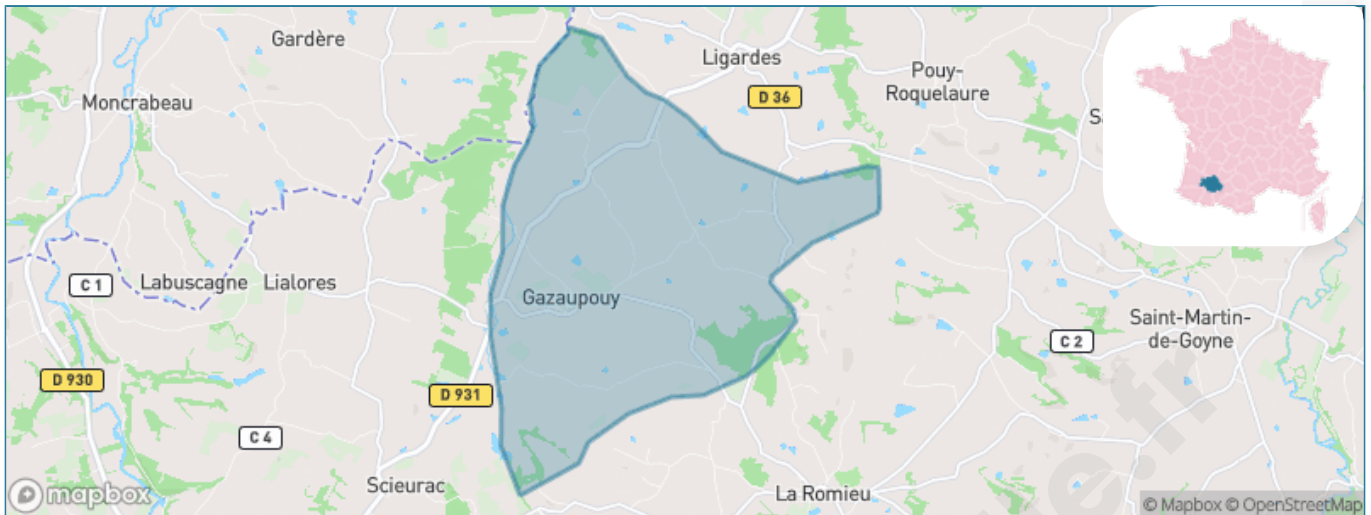 Gardère
Ligardes
Pouy-
Roquelaure
Moncrabeau
D 36
C 1
Labuscagne
Lialores
Gazaupouy
Saint-Martin-
de-Goyne
C 2
D 930
D 931
C 4
Scieurac
La Romieu
mapbox
© Mapbox © OpenStreetMap